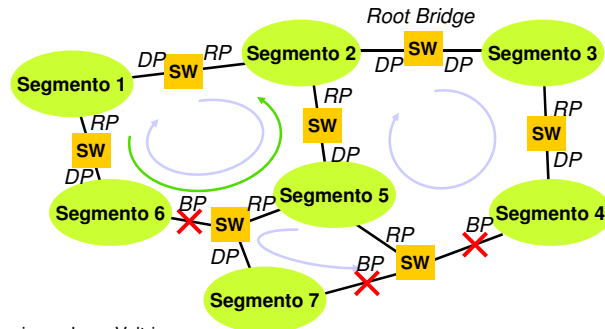 Root Bridge
DP SW RP
Segmento 1
Segmento 2
DP SW DP
Segmento 3
RP SW DP
RP SW DP
RP SW DP
Segmento 6
Segmento 5
Segmento 4
BP SW RP
DP
RP SW BP
BP
Segmento 7